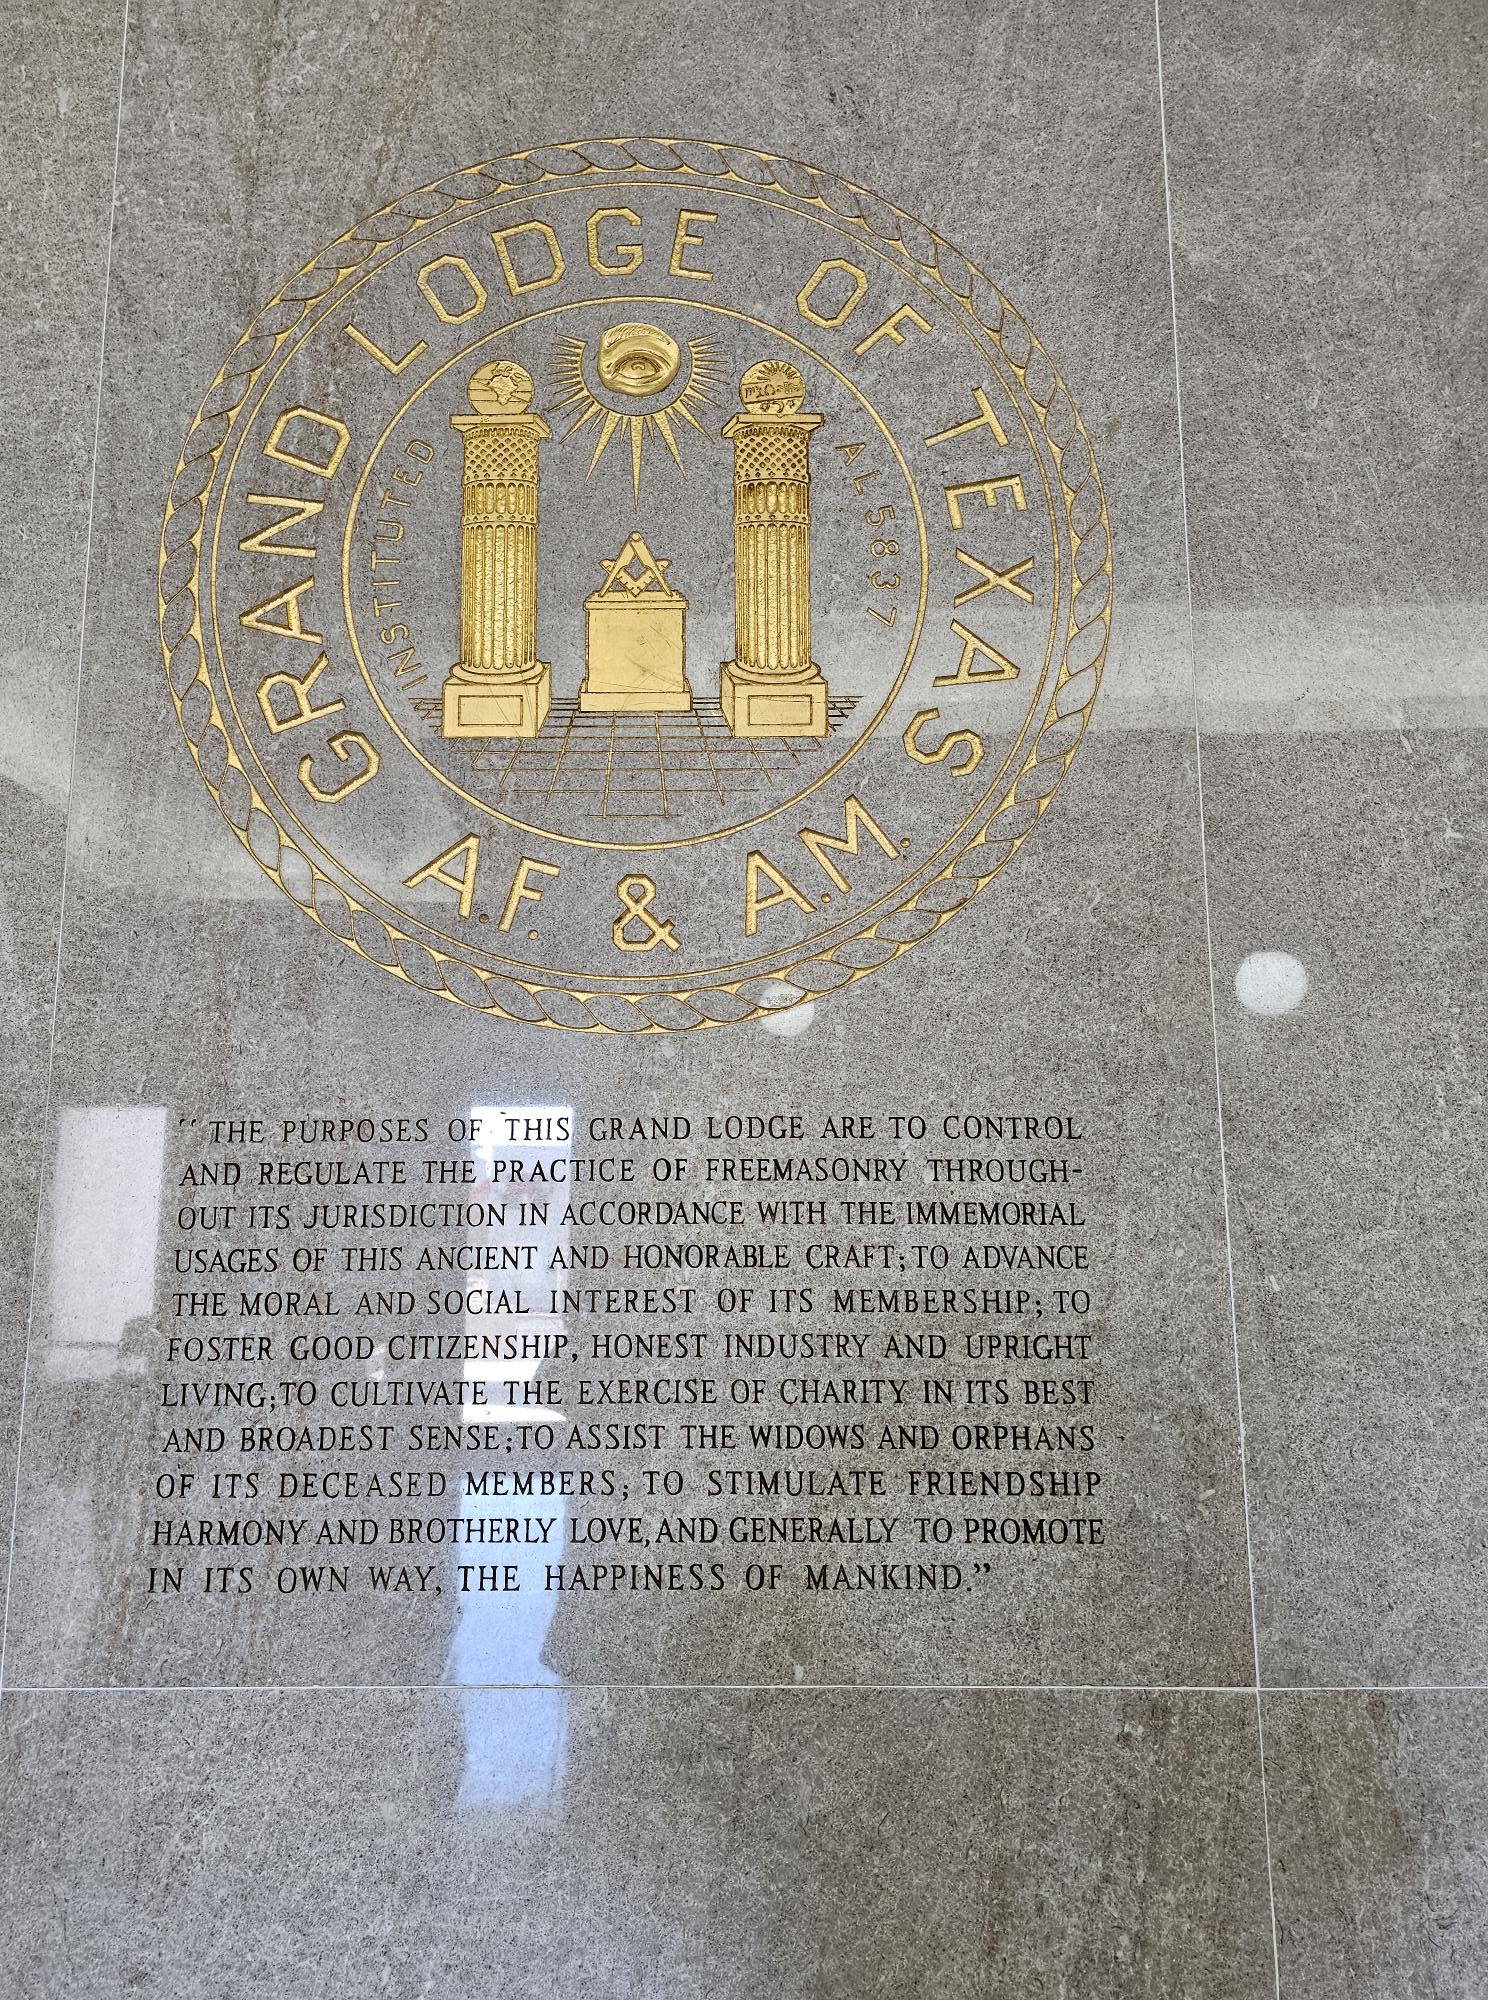 GRAND LODGE OF TEXAS
INSTITUTED
AL 5837
A.F. & A.M.
“THE PURPOSES OF THIS GRAND LODGE ARE TO CONTROL
AND REGULATE THE PRACTICE OF FREEMASONRY THROUGH-
OUT ITS JURISDICTION IN ACCORDANCE WITH THE IMMEMORIAL
USAGES OF THIS ANCIENT AND HONORABLE CRAFT; TO ADVANCE
THE MORAL AND SOCIAL INTEREST OF ITS MEMBERSHIP; TO
FOSTER GOOD CITIZENSHIP, HONEST INDUSTRY AND UPRIGHT
LIVING; TO CULTIVATE THE EXERCISE OF CHARITY IN ITS BEST
AND BROADEST SENSE; TO ASSIST THE WIDOWS AND ORPHANS
OF ITS DECEASED MEMBERS; TO STIMULATE FRIENDSHIP
HARMONY AND BROTHERLY LOVE, AND GENERALLY TO PROMOTE
IN ITS OWN WAY, THE HAPPINESS OF MANKIND.”